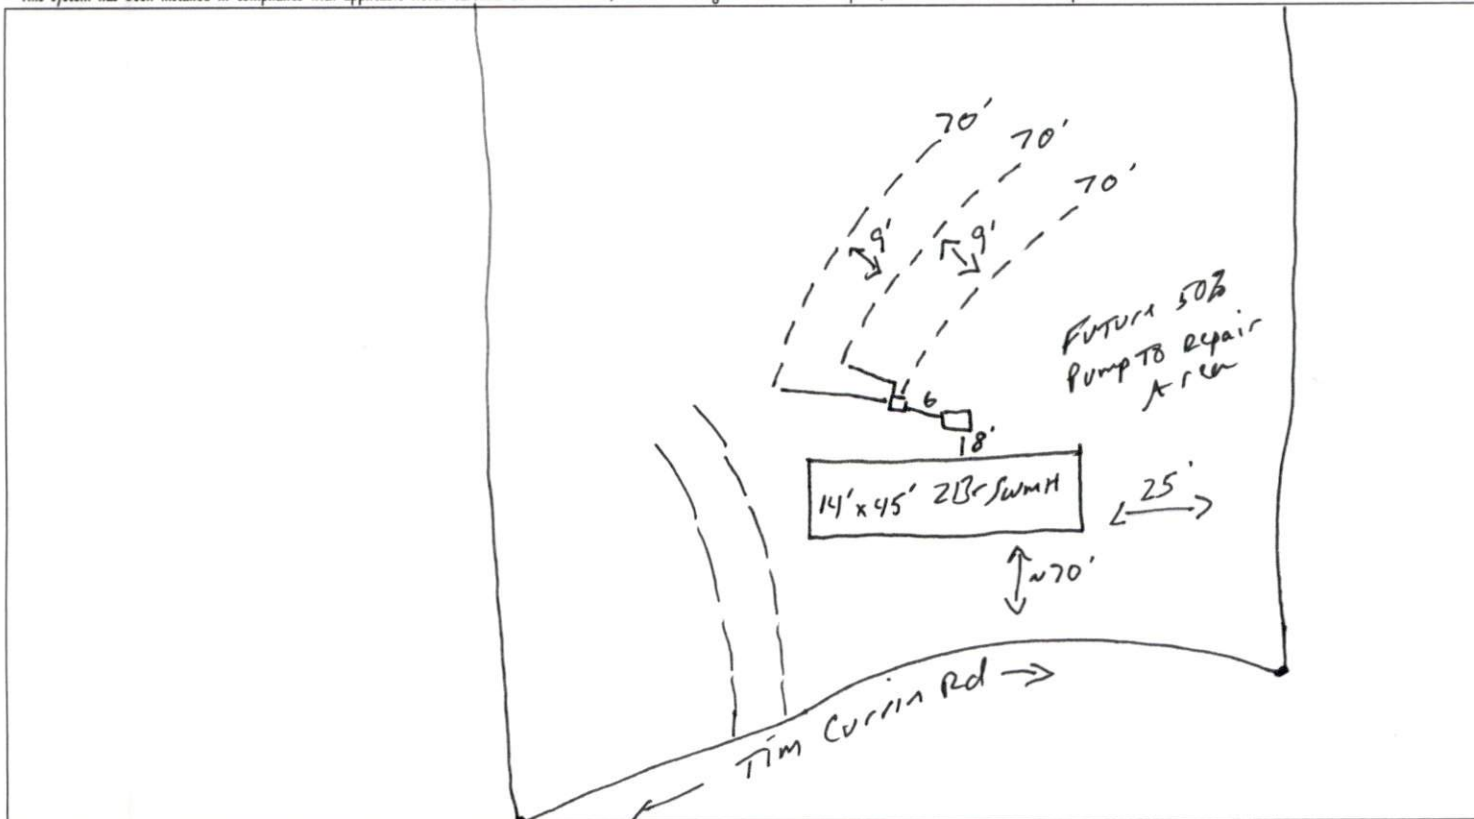 70'
70'
70'
9'
9'
Future 50%
Pump To Repair
Area
6
18'
14' x 45' 2Br SwmH
25'
~70'
Tim Currin Rd